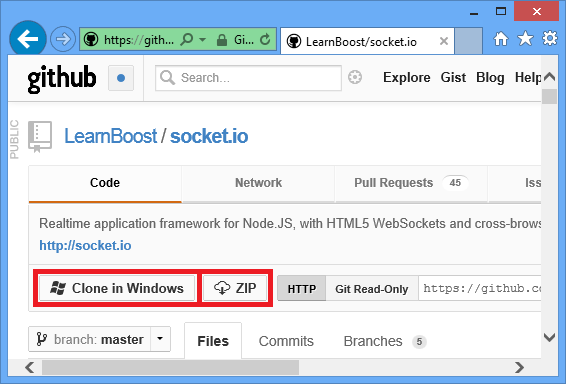 https://gith... Gi... LearnBoost/socket.io
github Search... Explore Gist Blog Help
PUBLIC
LearnBoost / socket.io
Code Network Pull Requests 45 Iss
Realtime application framework for Node.JS, with HTML5 WebSockets and cross-brows
http://socket.io
Clone in Windows ZIP HTTP Git Read-Only https://github.co
branch: master Files Commits Branches 5